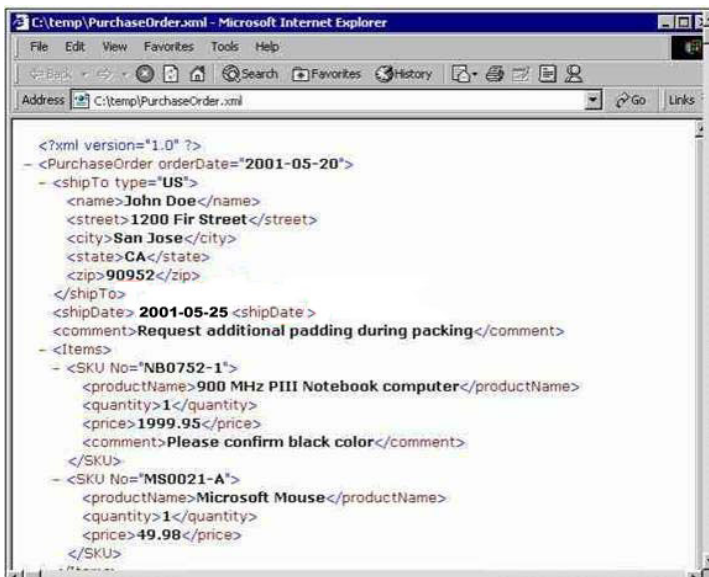 C:\temp\PurchaseOrder.xml - Microsoft Internet Explorer
File Edit View Favorites Tools Help
Back Search Favorites History
Address C:\temp\PurchaseOrder.xml Go Links
<?xml version="1.0" ?>
- <PurchaseOrder orderDate="2001-05-20">
- <shipTo type="US">
<name>John Doe</name>
<street>1200 Fir Street</street>
<city>San Jose</city>
<state>CA</state>
<zip>90952</zip>
</shipTo>
<shipDate> 2001-05-25 <shipDate >
<comment>Request additional padding during packing</comment>
- <Items>
- <SKU No="NB0752-1">
<productName>900 MHz PIII Notebook computer</productName>
<quantity>1</quantity>
<price>1999.95</price>
<comment>Please confirm black color</comment>
</SKU>
- <SKU No="MS0021-A">
<productName>Microsoft Mouse</productName>
<quantity>1</quantity>
<price>49.98</price>
</SKU>